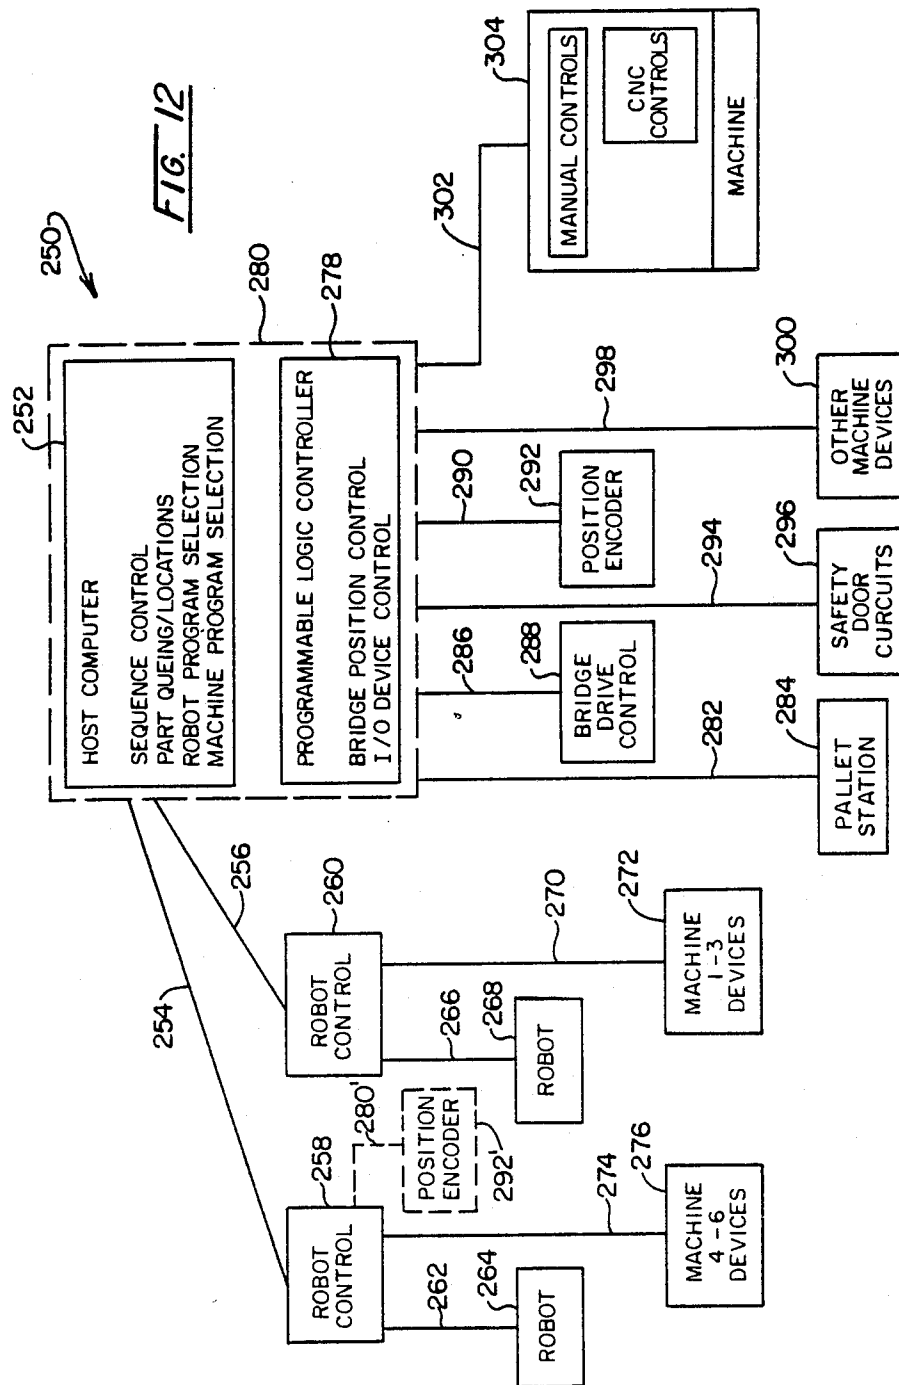 FIG. 12
250
252
HOST COMPUTER
SEQUENCE CONTROL
PART QUEING/LOCATIONS
ROBOT PROGRAM SELECTION
MACHINE PROGRAM SELECTION
280
278
PROGRAMMABLE LOGIC CONTROLLER
BRIDGE POSITION CONTROL
I/O DEVICE CONTROL
254
256
258
ROBOT
CONTROL
260
ROBOT
CONTROL
280'
POSITION
ENCODER
292'
262
264
ROBOT
266
268
ROBOT
274
276
MACHINE
4-6
DEVICES
270
272
MACHINE
1-3
DEVICES
282
284
PALLET
STATION
286
288
BRIDGE
DRIVE
CONTROL
294
296
SAFETY
DOOR
CURCUITS
290
292
POSITION
ENCODER
298
300
OTHER
MACHINE
DEVICES
302
304
MANUAL CONTROLS
CNC
CONTROLS
MACHINE